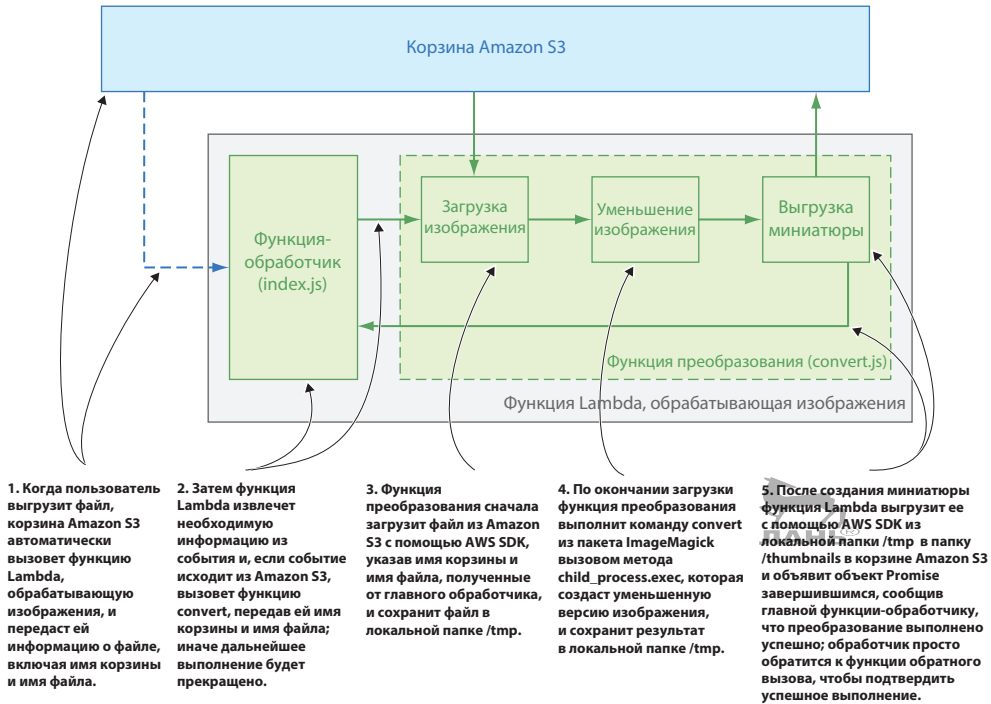 Корзина Amazon S3
Функция-
обработчик
(index.js)
Загрузка
изображения
Уменьшение
изображения
Выгрузка
миниатюры
Функция преобразования (convert.js)
Функция Lambda, обрабатывающая изображения
1. Когда пользователь
выгрузит файл,
корзина Amazon S3
автоматически
вызовет функцию
Lambda,
обрабатывающую
изображения, и
передаст ей
информацию о файле,
включая имя корзины
и имя файла.
2. Затем функция
Lambda извлечет
необходимую
информацию из
события и, если событие
исходит из Amazon S3,
вызовет функцию
convert, передав ей имя
корзины и имя файла;
иначе дальнейшее
выполнение будет
прекращено.
3. Функция
преобразования сначала
загрузит файл из Amazon
S3 с помощью AWS SDK,
указав имя корзины и
имя файла, полученные
от главного обработчика,
и сохранит файл в
локальной папке /tmp.
4. По окончании загрузки
функция преобразования
выполнит команду convert
из пакета ImageMagick
вызовом метода
child_process.exec, которая
создаст уменьшенную
версию изображения,
и сохранит результат
в локальной папке /tmp.
5. После создания миниатюры
функция Lambda выгрузит ее
с помощью AWS SDK из
локальной папки /tmp в папку
/thumbnails в корзине Amazon S3
и объявит объект Promise
завершившимся, сообщив
главной функции-обработчику,
что преобразование выполнено
успешно; обработчик просто
обратится к функции обратного
вызова, чтобы подтвердить
успешное выполнение.